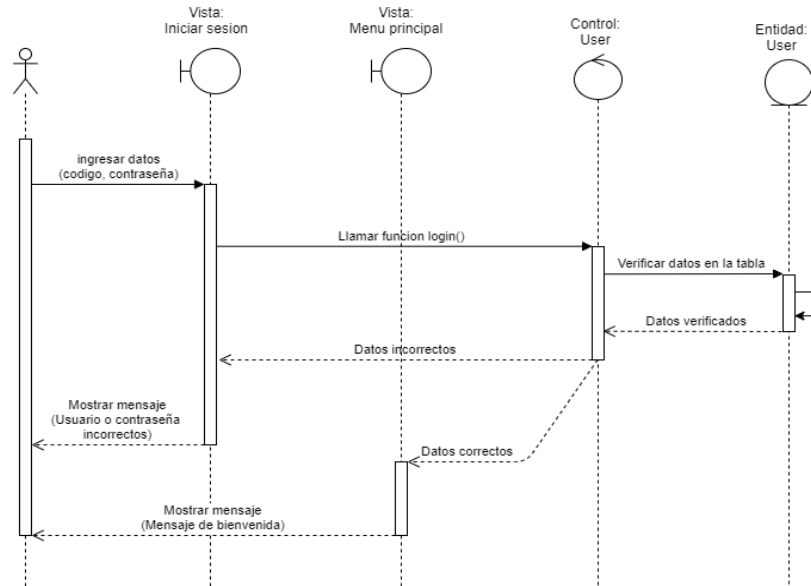 Vista:
Iniciar sesion
Vista:
Menu principal
Control:
User
Entidad:
User
ingresar datos
(codigo, contraseña)
Llamar funcion login()
Verificar datos en la tabla
Datos verificados
Datos incorrectos
Mostrar mensaje
(Usuario o contraseña
incorrectos)
Datos correctos
Mostrar mensaje
(Mensaje de bienvenida)